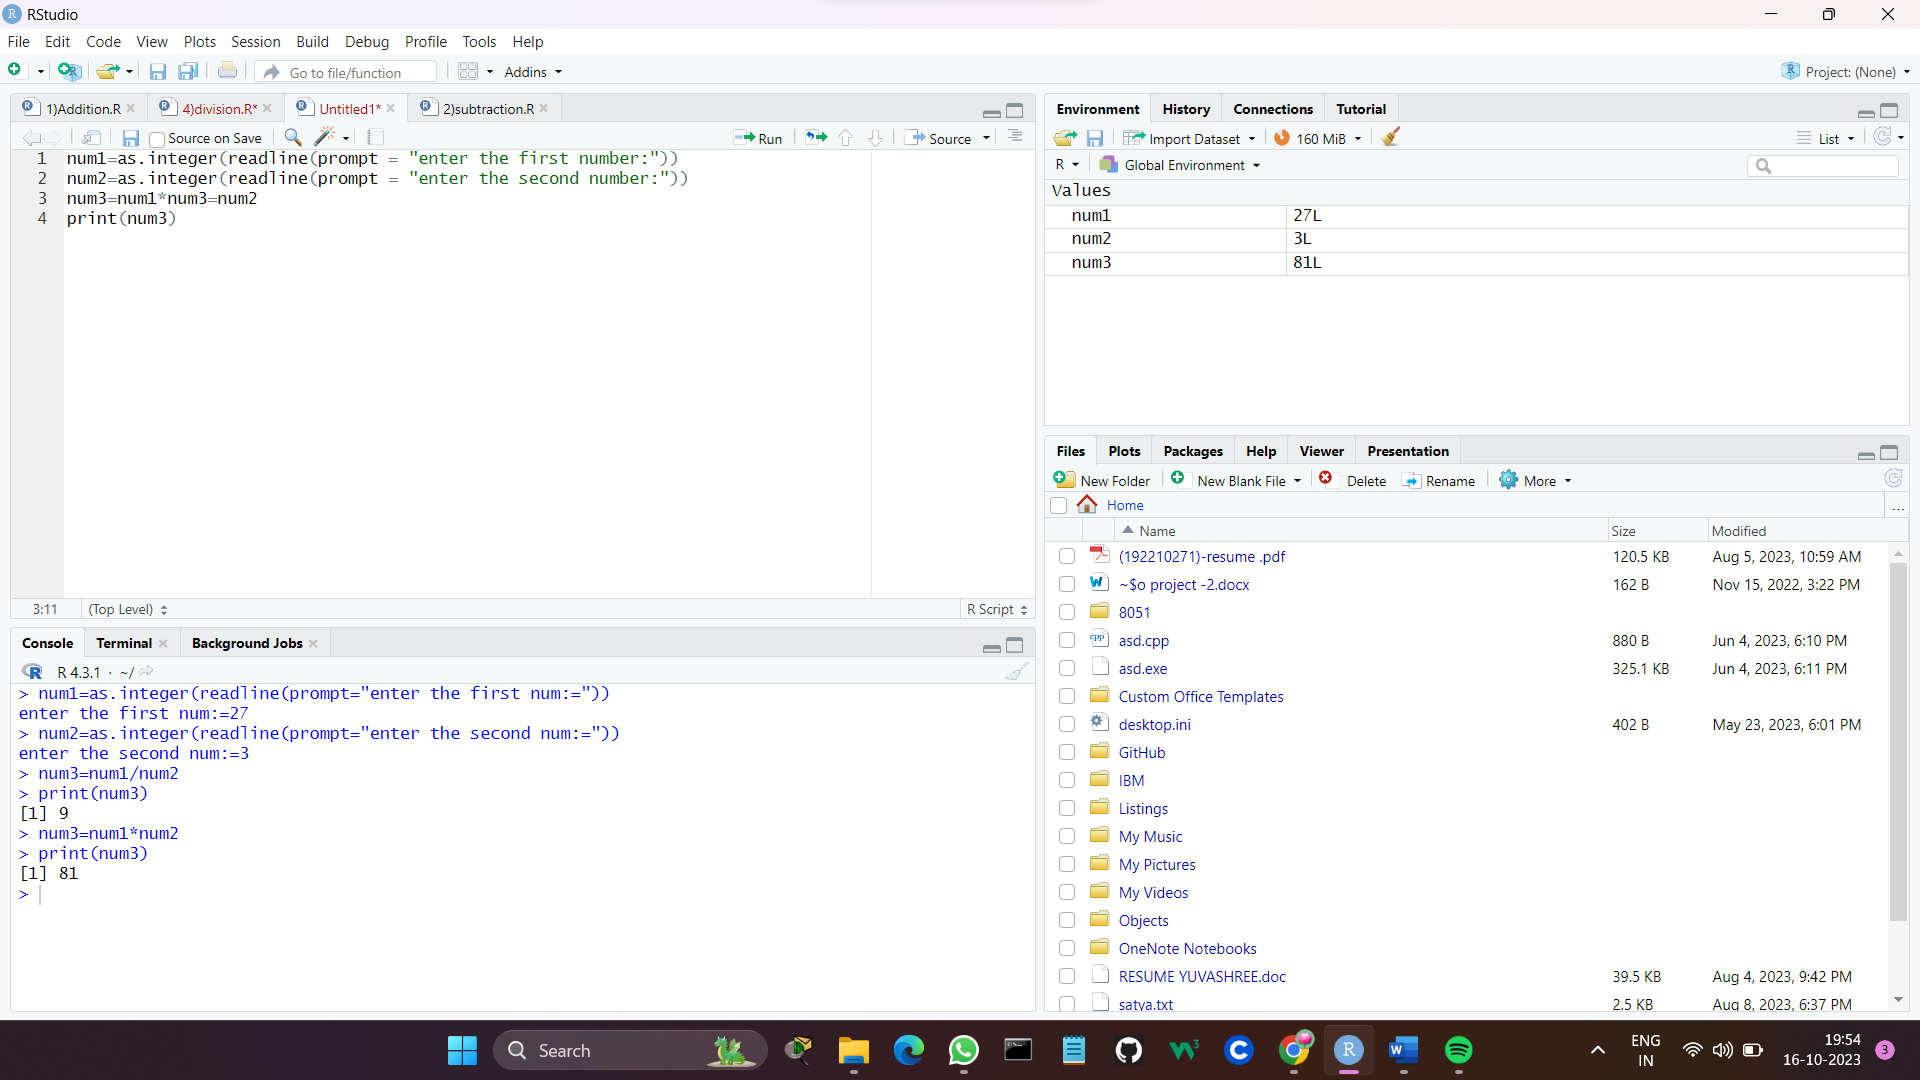 RStudio
File Edit Code View Plots Session Build Debug Profile Tools Help
Go to file/function Addins Project: (None)
1)Addition.R 4)division.R* Untitled1* 2)subtraction.R
Source on Save Run Source
1 num1=as.integer(readline(prompt = "enter the first number:"))
2 num2=as.integer(readline(prompt = "enter the second number:"))
3 num3=num1*num3=num2
4 print(num3)
3:11 (Top Level) R Script
Console Terminal Background Jobs
R 4.3.1 · ~/
> num1=as.integer(readline(prompt="enter the first num:="))
enter the first num:=27
> num2=as.integer(readline(prompt="enter the second num:="))
enter the second num:=3
> num3=num1/num2
> print(num3)
[1] 9
> num3=num1*num2
> print(num3)
[1] 81
>
Environment History Connections Tutorial
Import Dataset 160 MiB List
R Global Environment
Values
num1 27L
num2 3L
num3 81L
Files Plots Packages Help Viewer Presentation
New Folder New Blank File Delete Rename More
Home ...
Name Size Modified
(192210271)-resume .pdf 120.5 KB Aug 5, 2023, 10:59 AM
~$o project -2.docx 162 B Nov 15, 2022, 3:22 PM
8051
asd.cpp 880 B Jun 4, 2023, 6:10 PM
asd.exe 325.1 KB Jun 4, 2023, 6:11 PM
Custom Office Templates
desktop.ini 402 B May 23, 2023, 6:01 PM
GitHub
IBM
Listings
My Music
My Pictures
My Videos
Objects
OneNote Notebooks
RESUME YUVASHREE.doc 39.5 KB Aug 4, 2023, 9:42 PM
satya.txt 2.5 KB Aug 8, 2023, 6:37 PM
Search
ENG
IN
19:54
16-10-2023
3